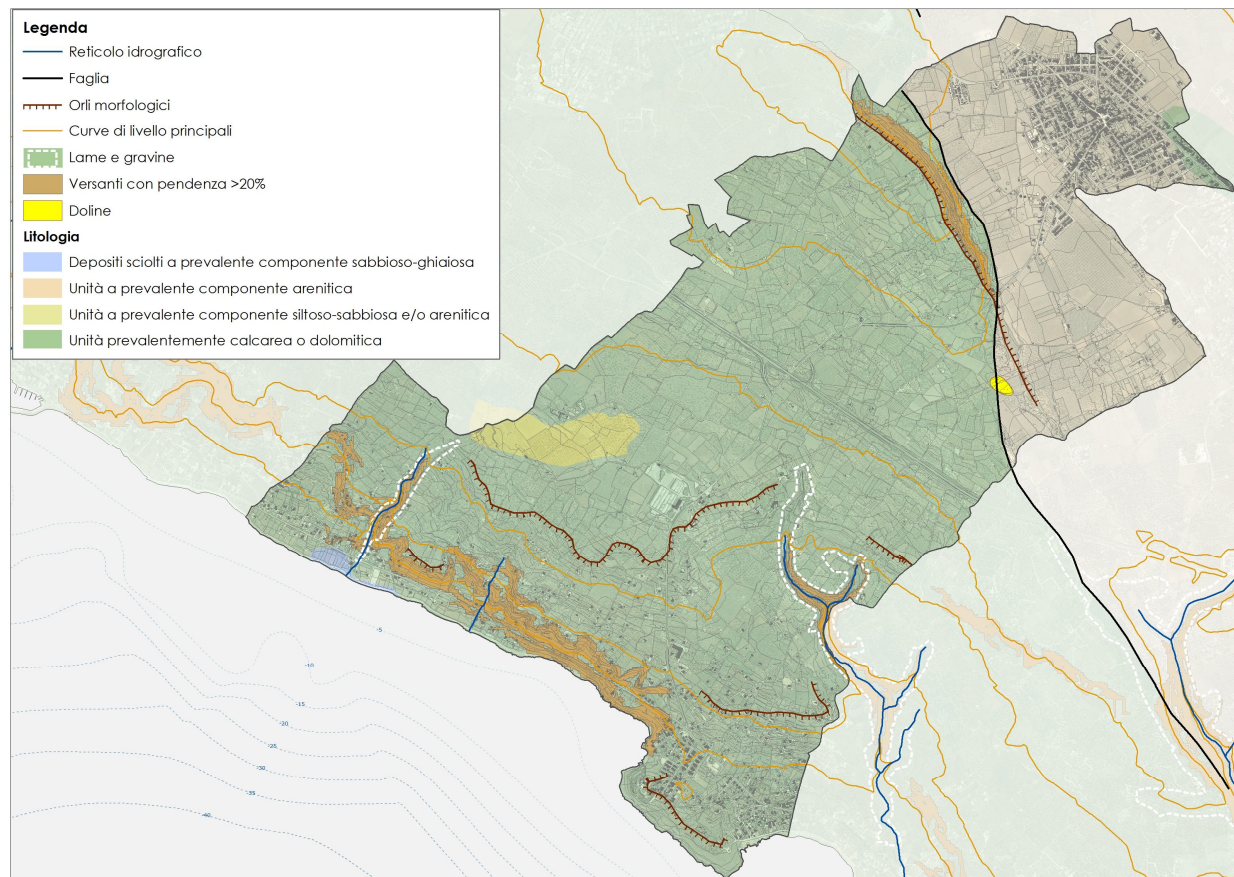 Legenda
Reticolo idrografico
Faglia
Orli morfologici
Curve di livello principali
Lame e gravine
Versanti con pendenza >20%
Doline
Litologia
Depositi sciolti a prevalente componente sabbioso-ghiaiosa
Unità a prevalente componente arenitica
Unità a prevalente componente siltoso-sabbiosa e/o arenitica
Unità prevalentemente calcarea o dolomitica
-5
-10
-15
-20
-25
-30
-35
-40